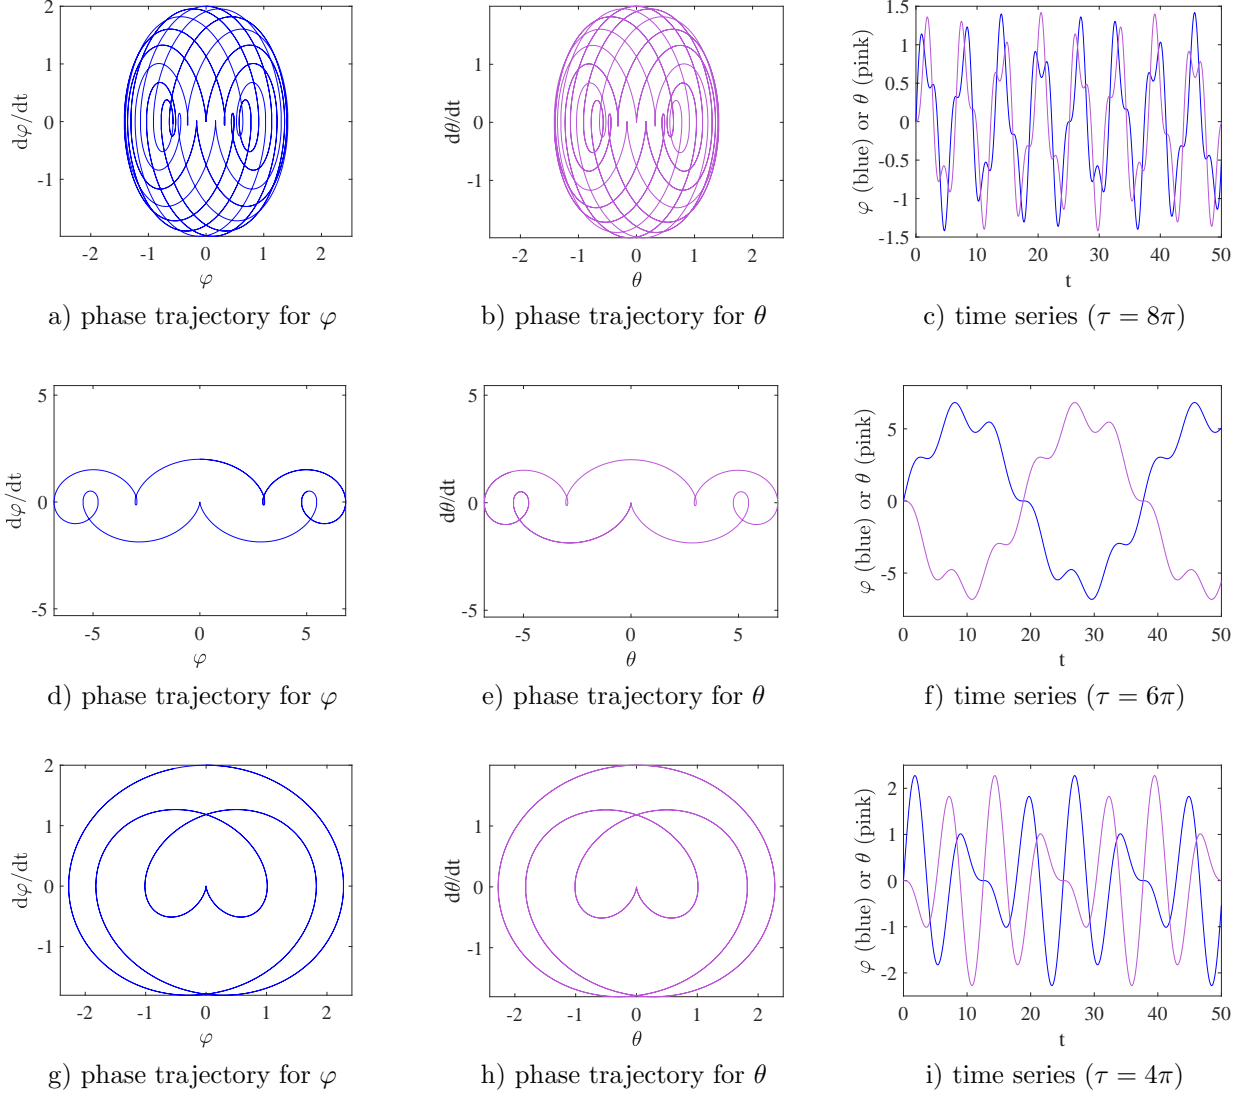 2
1
0
-1
dφ/dt
-2 -1 0 1 2
φ
a) phase trajectory for φ
2
1
0
-1
dθ/dt
-2 -1 0 1 2
θ
b) phase trajectory for θ
1.5
1
0.5
0
-0.5
-1
-1.5
φ (blue) or θ (pink)
0 10 20 30 40 50
t
c) time series (τ = 8π)
5
0
-5
dφ/dt
-5 0 5
φ
d) phase trajectory for φ
5
0
-5
dθ/dt
-5 0 5
θ
e) phase trajectory for θ
5
0
-5
φ (blue) or θ (pink)
0 10 20 30 40 50
t
f) time series (τ = 6π)
2
1
0
-1
dφ/dt
-2 -1 0 1 2
φ
g) phase trajectory for φ
2
1
0
-1
dθ/dt
-2 -1 0 1 2
θ
h) phase trajectory for θ
2
1
0
-1
-2
φ (blue) or θ (pink)
0 10 20 30 40 50
t
i) time series (τ = 4π)